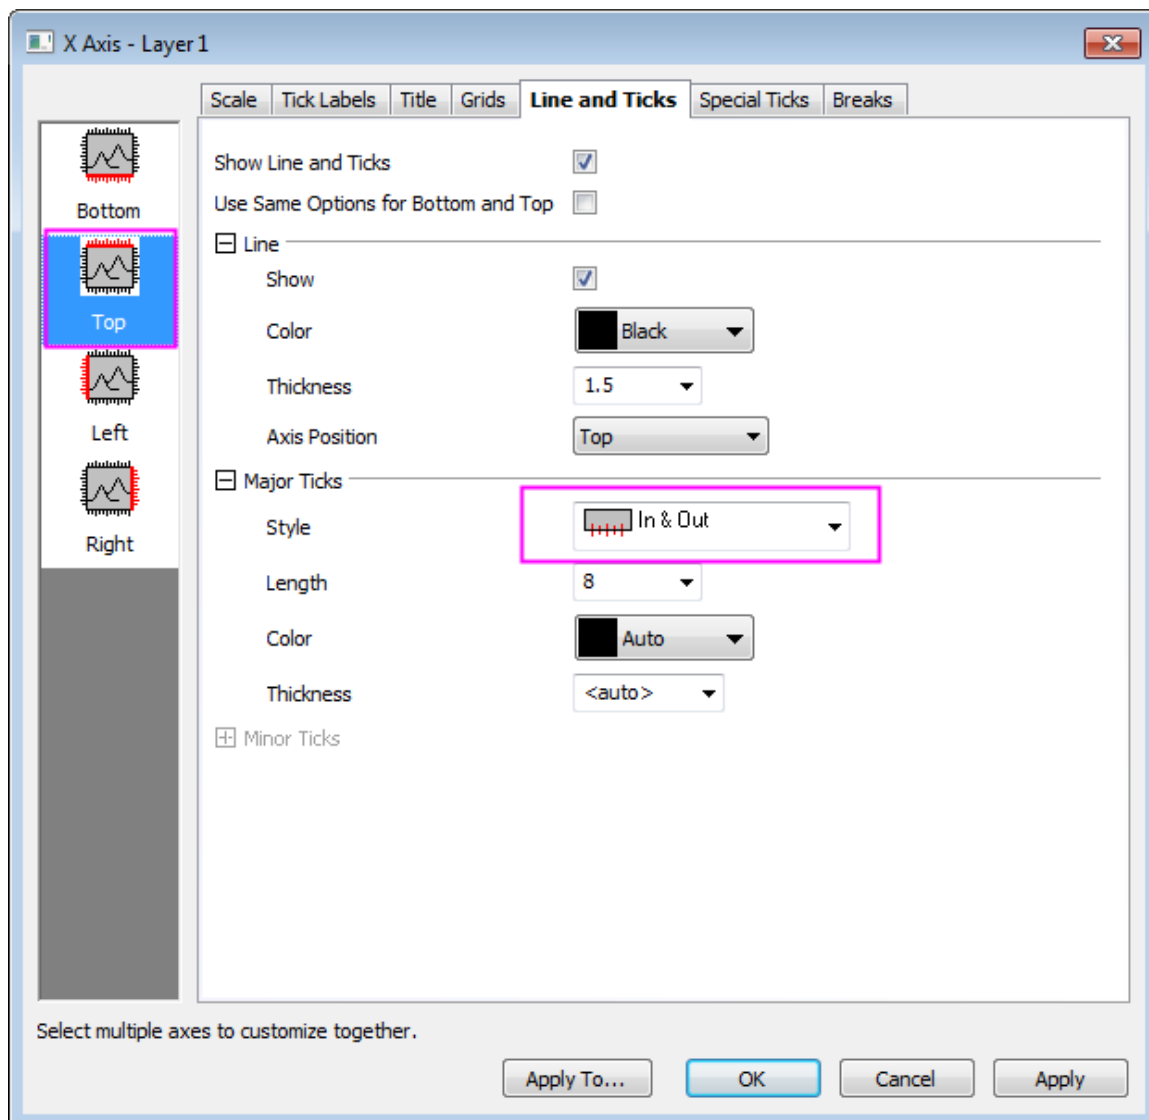 X Axis - Layer 1
Scale Tick Labels Title Grids Line and Ticks Special Ticks Breaks
Bottom
Top
Left
Right
Show Line and Ticks
Use Same Options for Bottom and Top
Line
Show
Color Black
Thickness 1.5
Axis Position Top
Major Ticks
Style In & Out
Length 8
Color Auto
Thickness <auto>
Minor Ticks
Select multiple axes to customize together.
Apply To... OK Cancel Apply